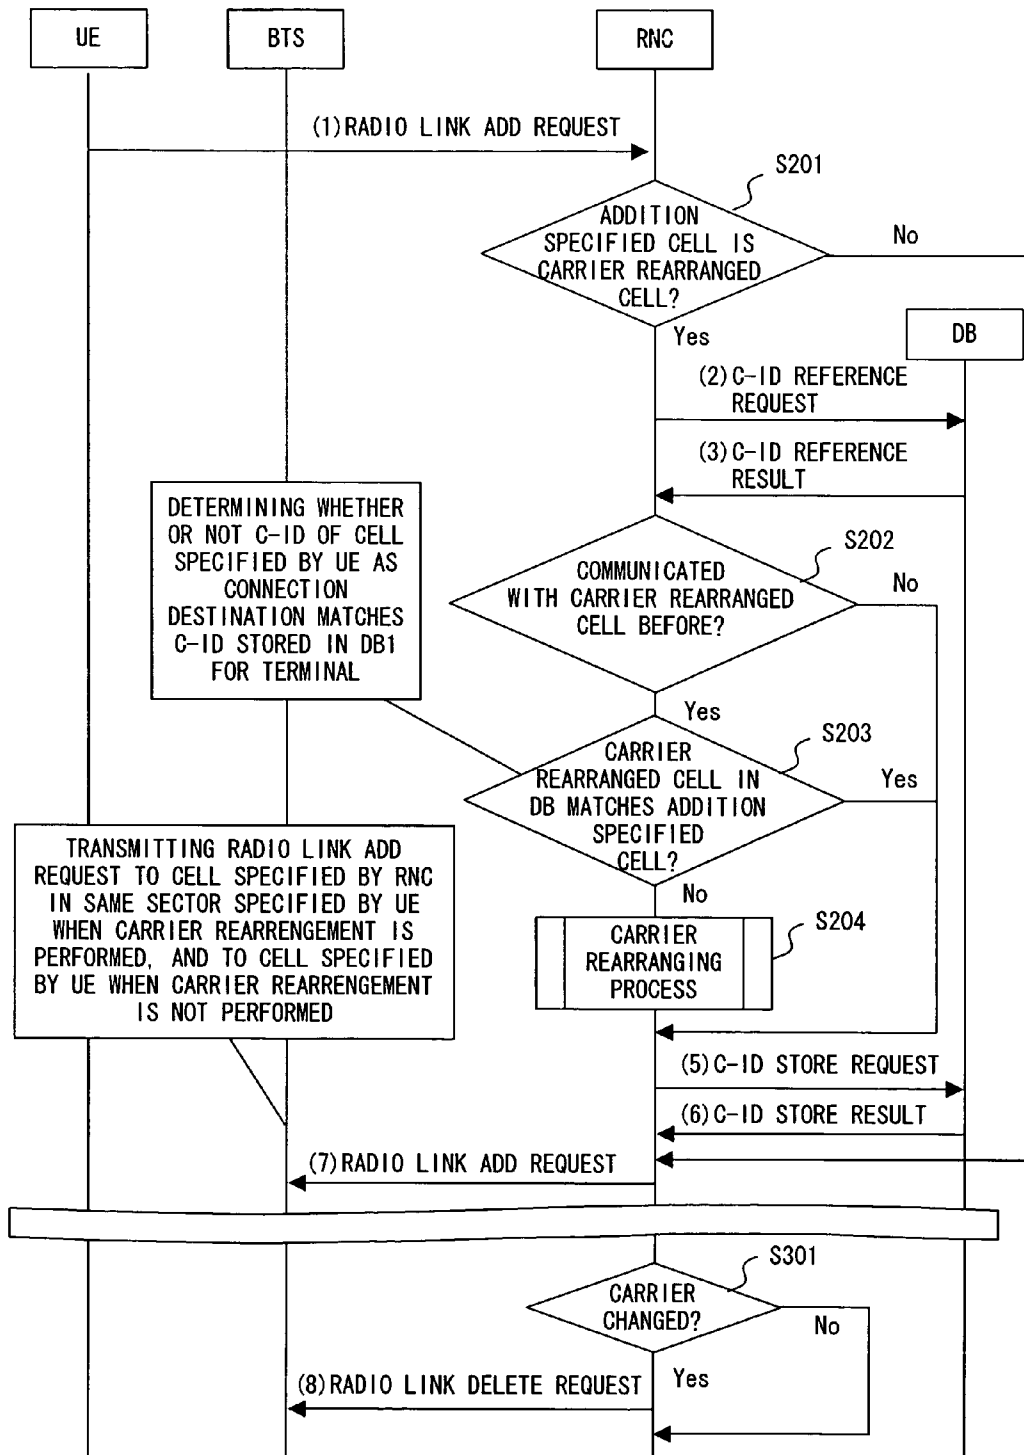 UE
BTS
RNC
(1)RADIO LINK ADD REQUEST
S201
ADDITION
SPECIFIED CELL IS
CARRIER REARRANGED
CELL?
No
Yes
DB
(2)C-ID REFERENCE
REQUEST
(3)C-ID REFERENCE
RESULT
DETERMINING WHETHER
OR NOT C-ID OF CELL
SPECIFIED BY UE AS
CONNECTION
DESTINATION MATCHES
C-ID STORED IN DB1
FOR TERMINAL
S202
COMMUNICATED
WITH CARRIER REARRANGED
CELL BEFORE?
No
Yes
S203
CARRIER
REARRANGED CELL IN
DB MATCHES ADDITION
SPECIFIED
CELL?
Yes
No
TRANSMITTING RADIO LINK ADD
REQUEST TO CELL SPECIFIED BY RNC
IN SAME SECTOR SPECIFIED BY UE
WHEN CARRIER REARRENGEMENT IS
PERFORMED, AND TO CELL SPECIFIED
BY UE WHEN CARRIER REARRENGEMENT
IS NOT PERFORMED
S204
CARRIER
REARRANGING
PROCESS
(5)C-ID STORE REQUEST
(6)C-ID STORE RESULT
(7)RADIO LINK ADD REQUEST
S301
CARRIER
CHANGED?
No
Yes
(8)RADIO LINK DELETE REQUEST